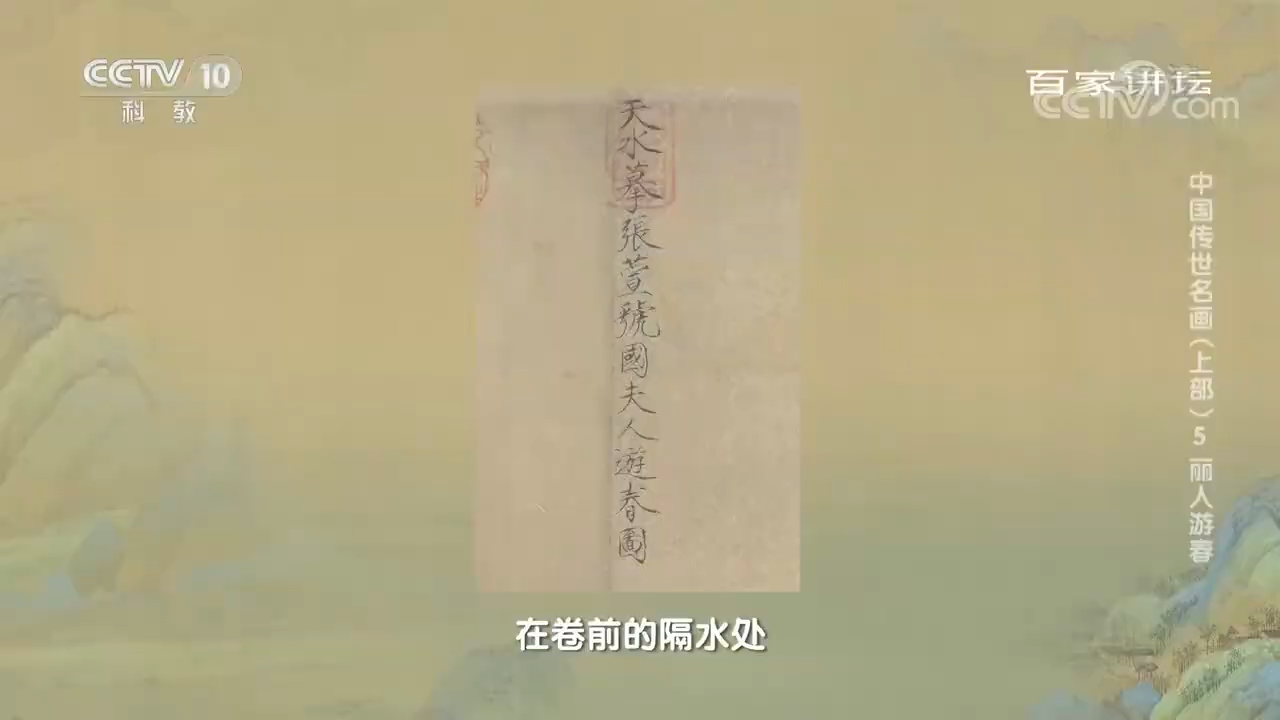 CCTV 10
科教
百家讲坛
CCTV.com
中国传世名画（上部）5 丽人游春
天水摹張萱虢國夫人遊春圖
在卷前的隔水处